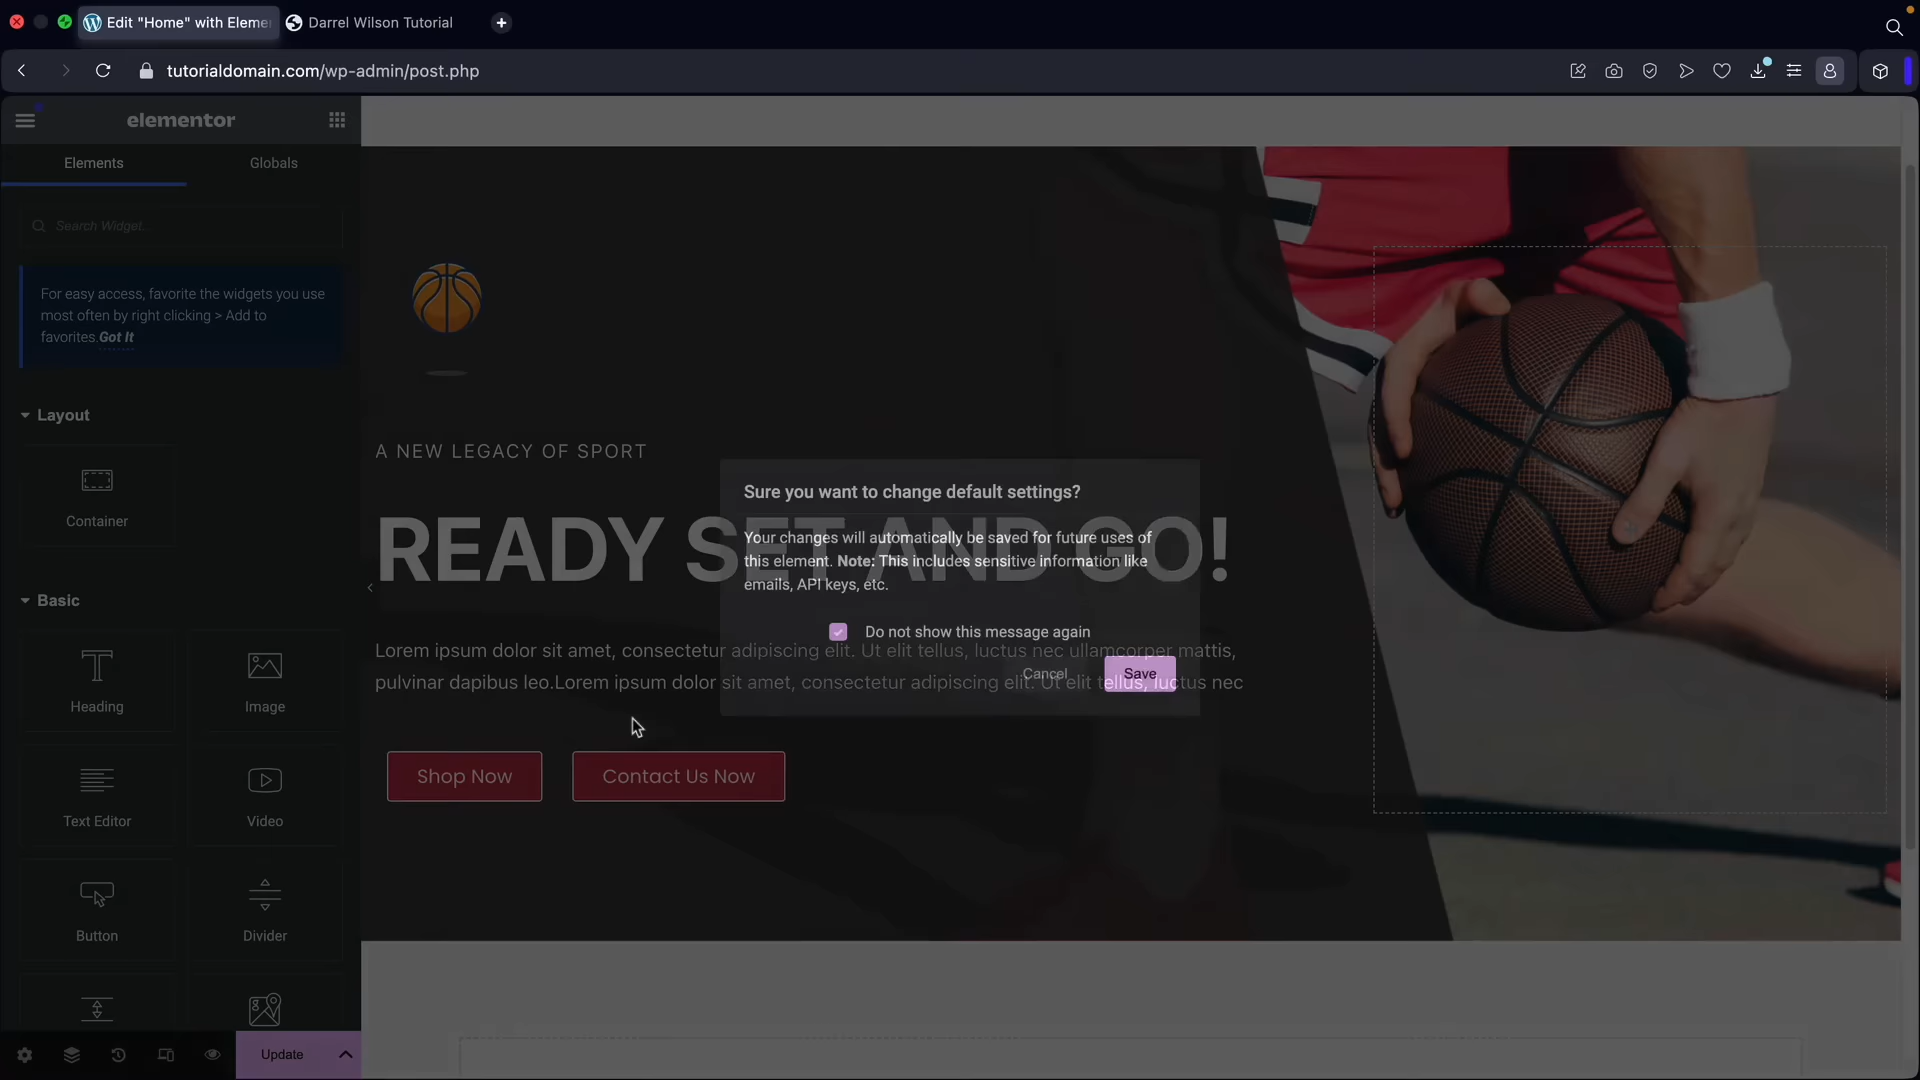 Edit "Home" with Eleme
Darrel Wilson Tutorial
tutorialdomain.com/wp-admin/post.php
elementor
Elements
Globals
Search Widget...
For easy access, favorite the widgets you use
most often by right clicking > Add to
favorites.Got It
Layout
Container
Basic
Heading
Image
Text Editor
Video
Button
Divider
Update
A NEW LEGACY OF SPORT
READY SET AND GO!
Lorem ipsum dolor sit amet, consectetur adipiscing elit. Ut elit tellus, luctus nec ullamcorper mattis,
pulvinar dapibus leo.Lorem ipsum dolor sit amet, consectetur adipiscing elit. Ut elit tellus, luctus nec
Shop Now
Contact Us Now
Sure you want to change default settings?
Your changes will automatically be saved for future uses of
this element. Note: This includes sensitive information like
emails, API keys, etc.
Do not show this message again
Cancel
Save